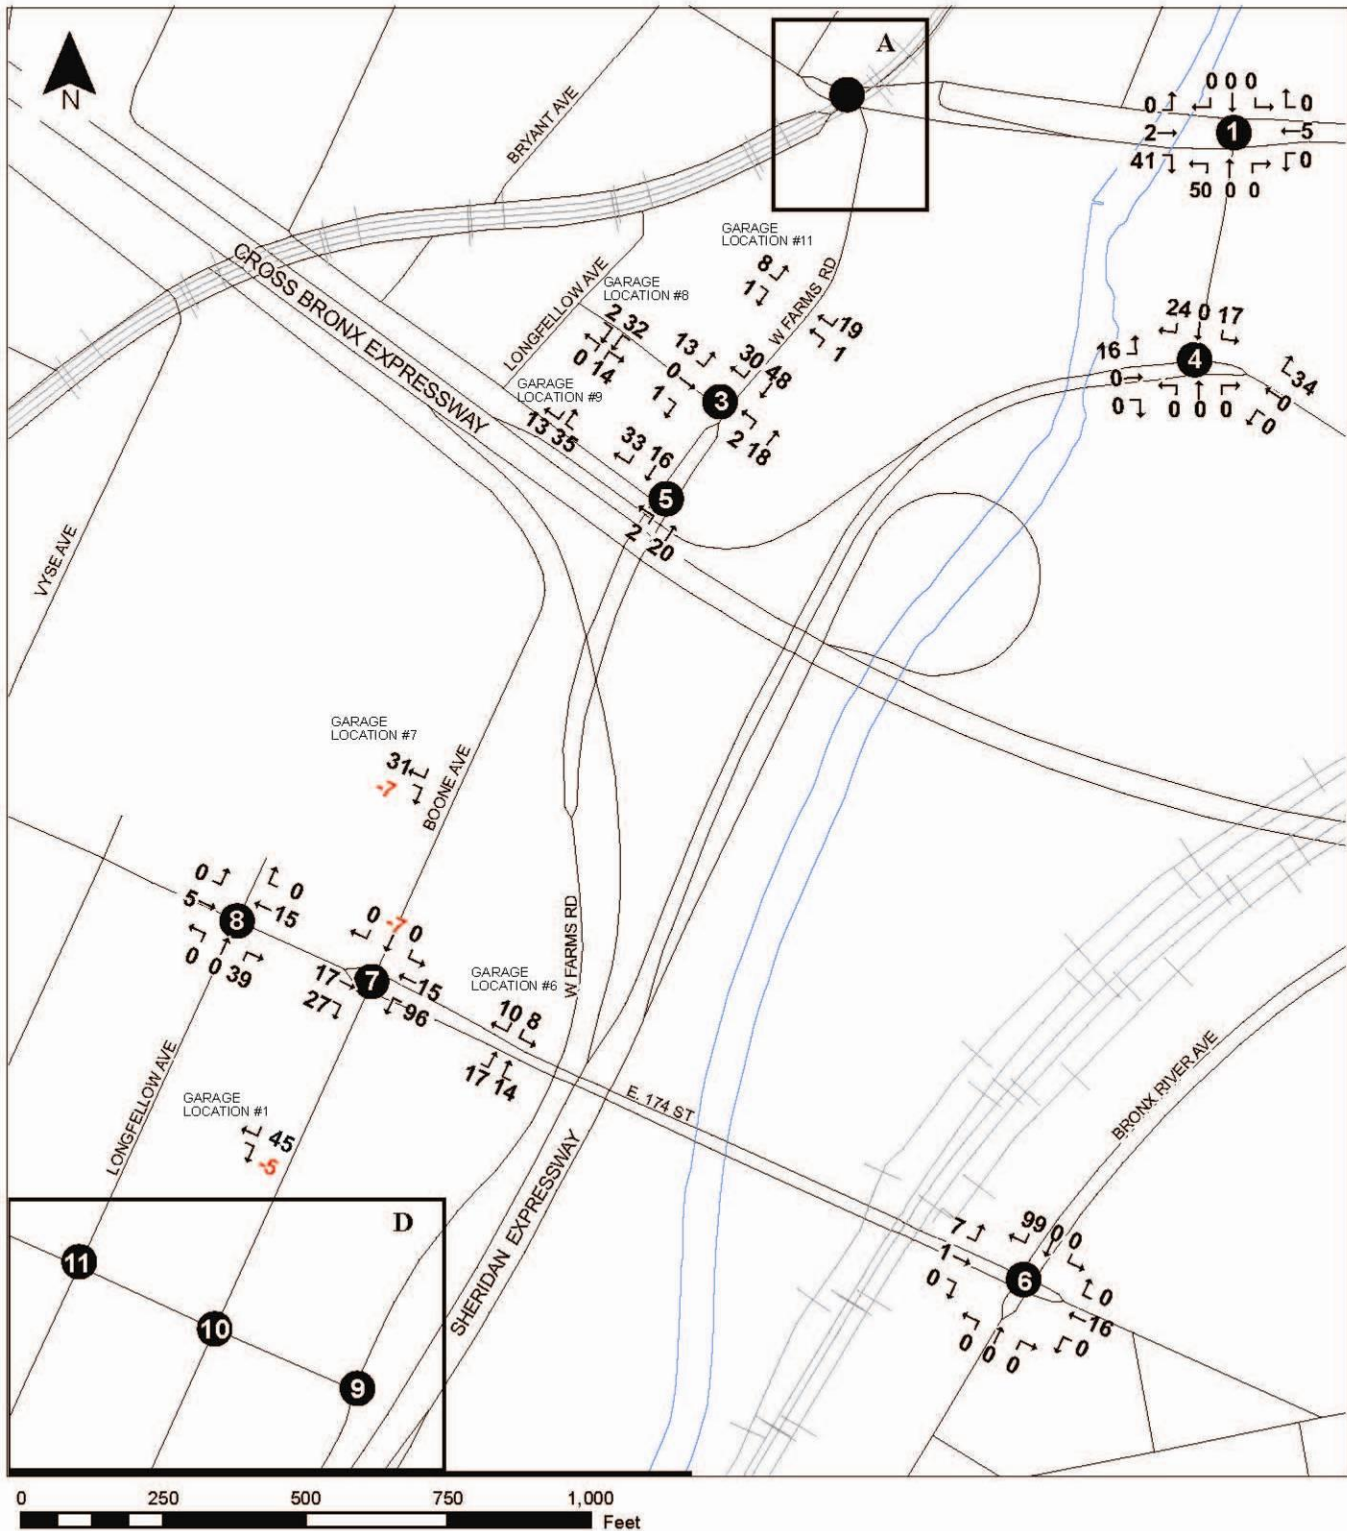 A
N
0 0 0
0 0
2 1 5
41 0
50 0 0
BRYANT AVE
GARAGE
LOCATION #11
8
1
W FARMS RD
19
1
CROSS BRONX EXPRESSWAY
LONGFELLOW AVE
GARAGE
LOCATION #8
2 32
0 14
13
0
1
30 48
3
2 18
24 0 17
16
4
0
0
0 0 0
34
0
0
GARAGE
LOCATION #9
13 35
33 16
5
2 20
VYSE AVE
GARAGE
LOCATION #7
31
-7
BOONE AVE
0
5
8
0
15
0 0 39
0 -7 0
17
27
7
15
96
GARAGE
LOCATION #6
10 8
17 14
W FARMS RD
E. 174 ST
BRONX RIVER AVE
LONGFELLOW AVE
GARAGE
LOCATION #1
45
-5
SHERIDAN EXPRESSWAY
7
1
0
99 0 0
6
0
16
0
0 0 0
D
11
10
9
0 250 500 750 1,000
Feet